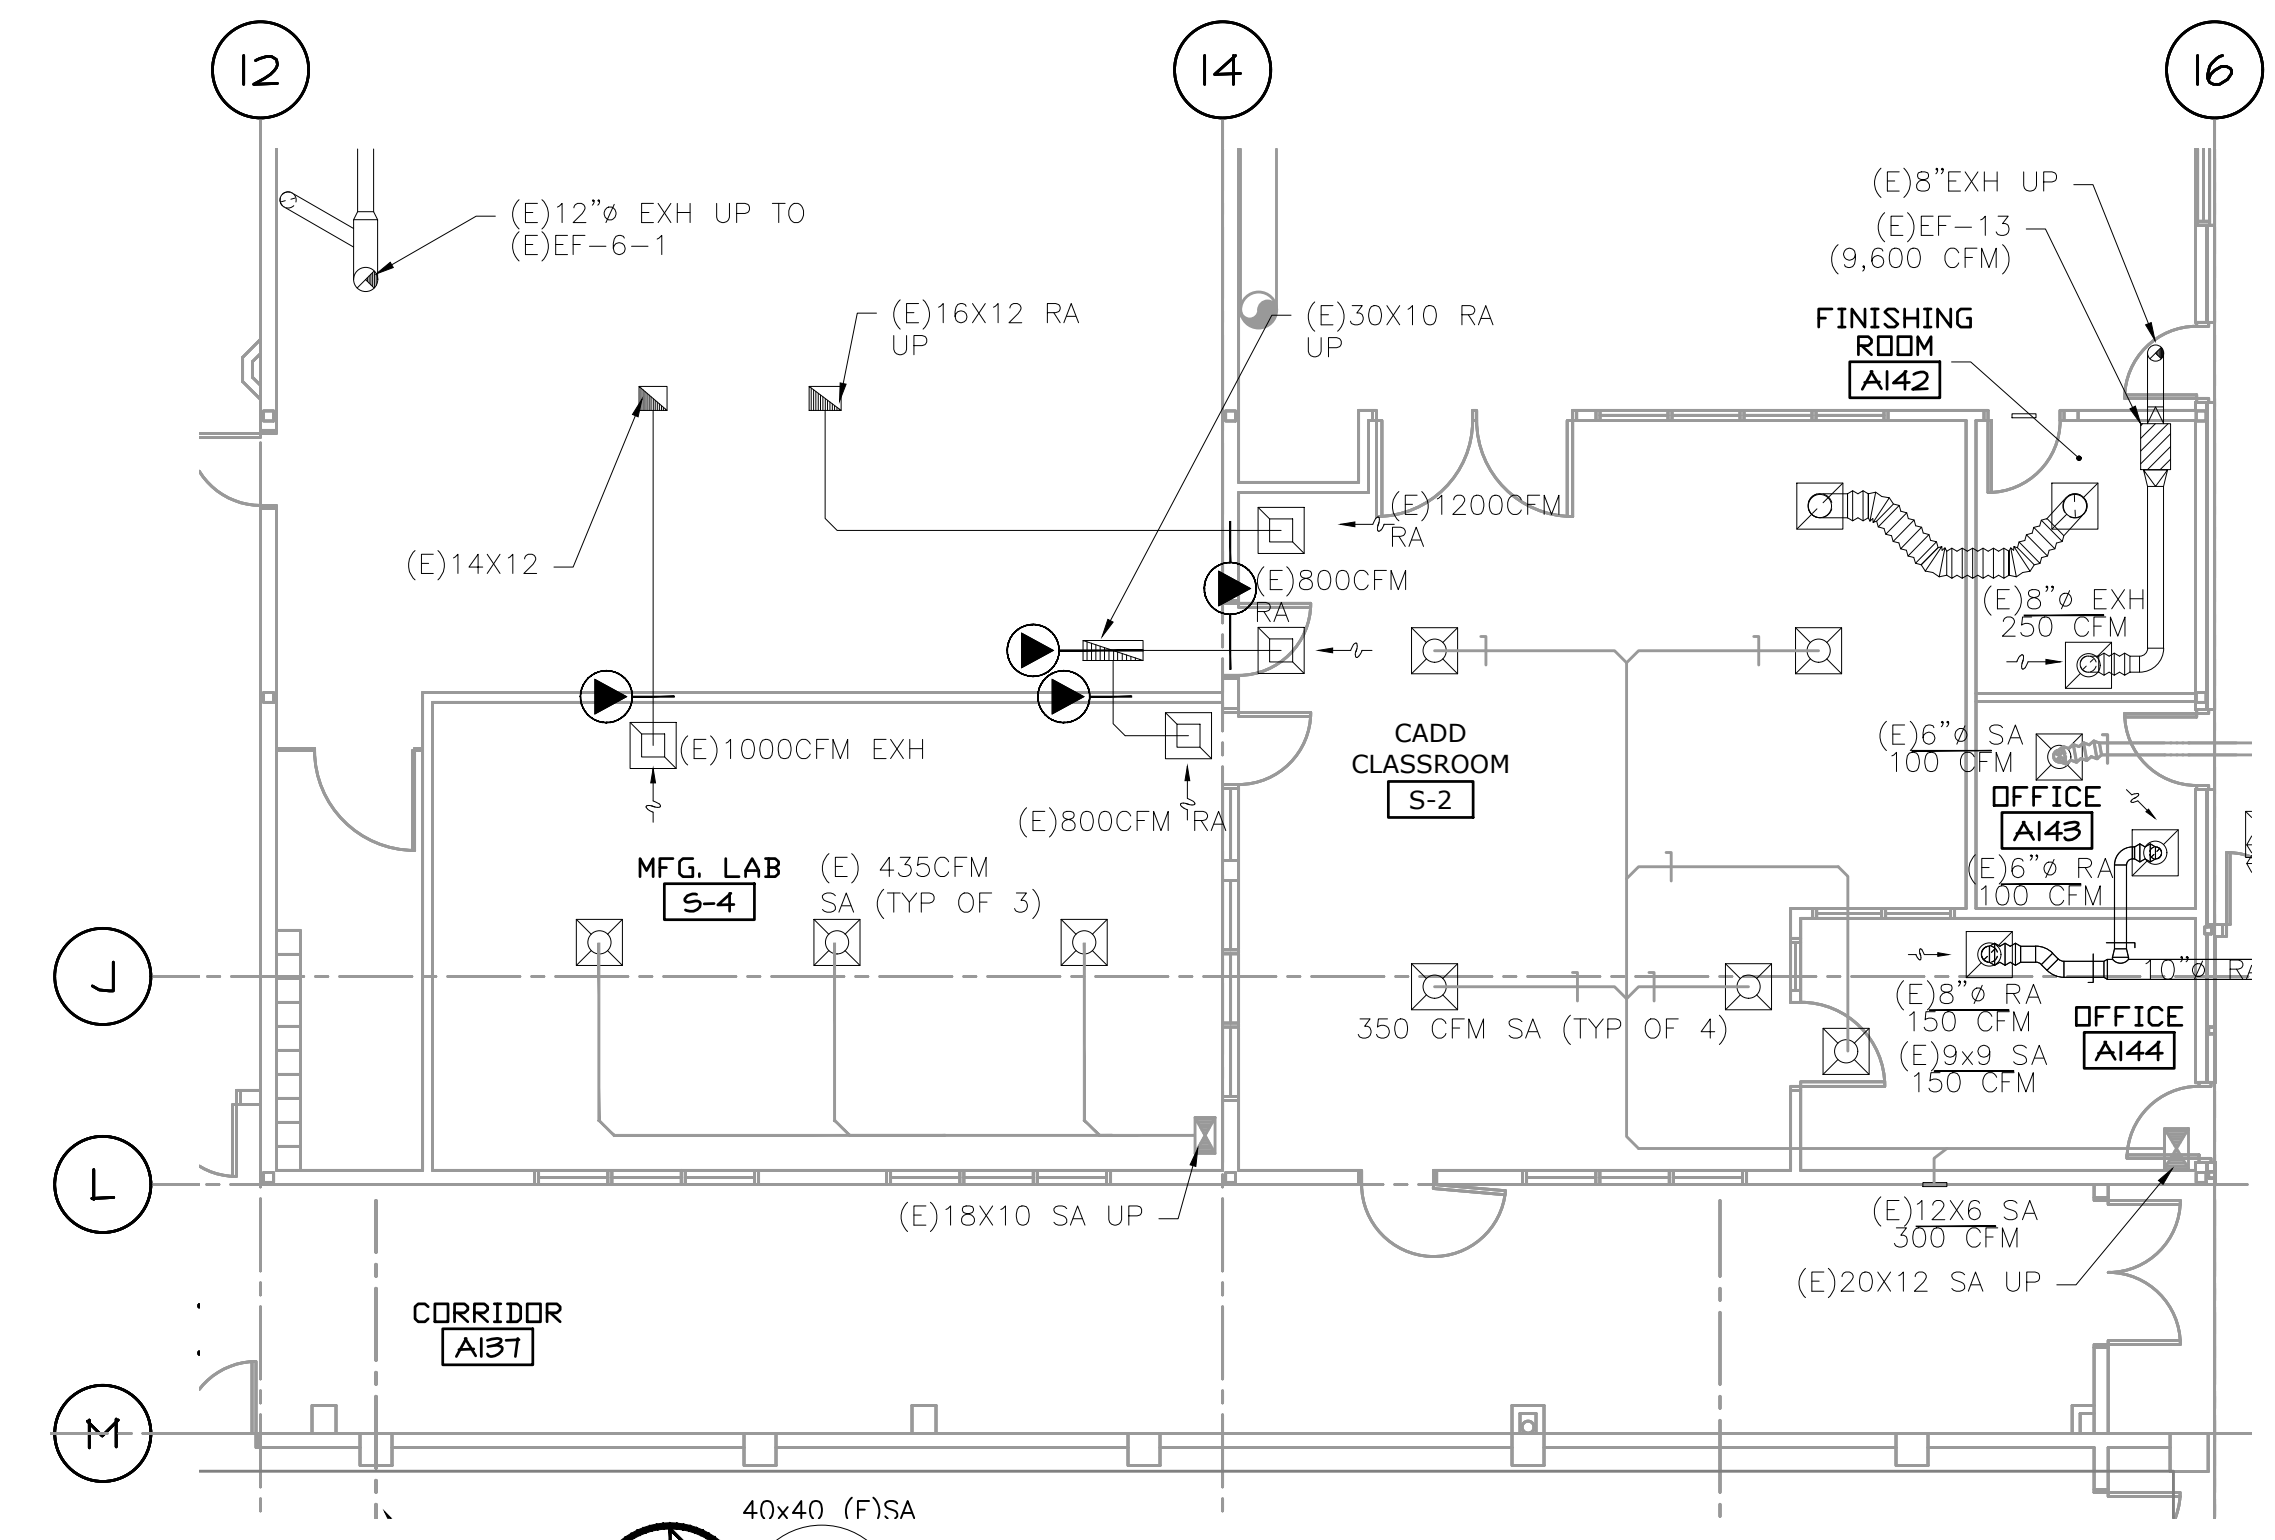 12
14
16
(E)8"EXH UP
(E)12"ø EXH UP TO
(E)EF-6-1
(E)EF-13
(9,600 CFM)
(E)16X12 RA
UP
(E)30X10 RA
UP
FINISHING
ROOM
A142
(E)1200CFM
RA
(E)14X12
(E)800CFM
RA
(E)8"ø EXH
250 CFM
(E)1000CFM EXH
CADD
CLASSROOM
S-2
(E)6"ø SA
100 CFM
OFFICE
A143
(E)800CFM RA
MFG. LAB
S-4
(E) 435CFM
SA (TYP OF 3)
(E)6"ø RA
100 CFM
J
10"ø RA
(E)8"ø RA
150 CFM
350 CFM SA (TYP OF 4)
OFFICE
A144
(E)9x9 SA
150 CFM
L
(E)18X10 SA UP
(E)12X6 SA
300 CFM
(E)20X12 SA UP
CORRIDOR
A137
M
40x40 (E)SA